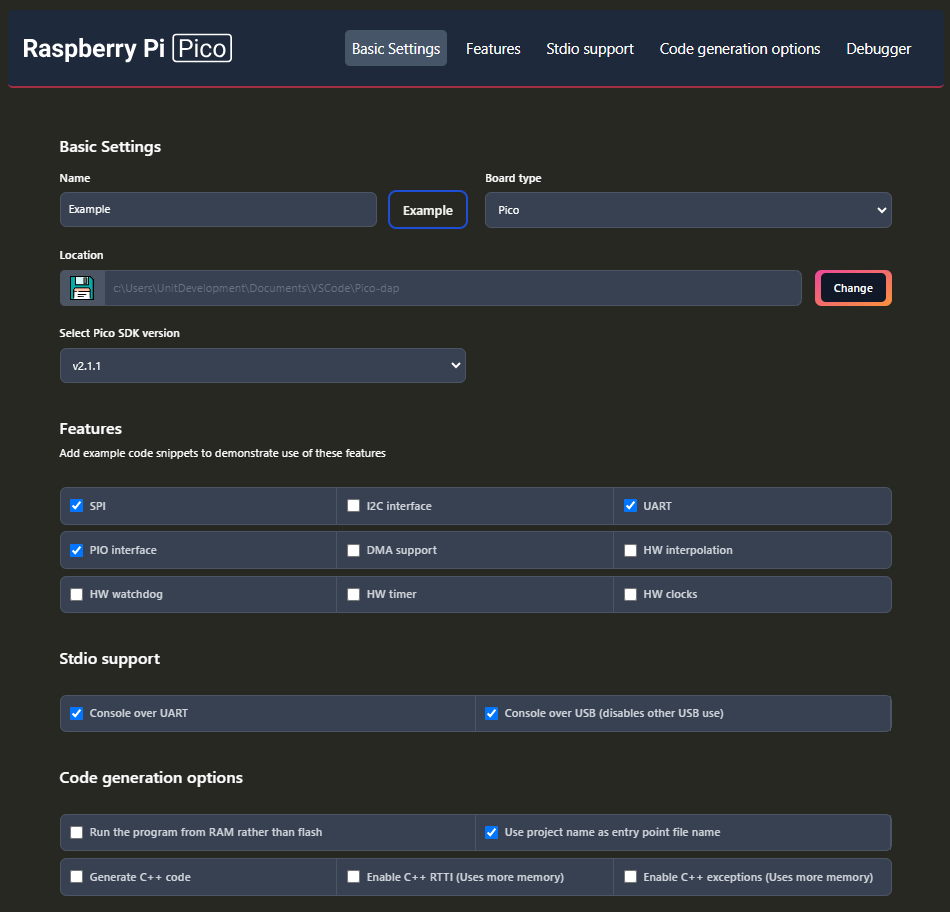 Raspberry Pi Pico Basic Settings Features Stdio support Code generation options Debugger
Basic Settings
Name Board type
Example Example Pico
Location
c:\Users\UnitDevelopment\Documents\VSCode\Pico-dap Change
Select Pico SDK version
v2.1.1
Features
Add example code snippets to demonstrate use of these features
SPI I2C interface UART
PIO interface DMA support HW interpolation
HW watchdog HW timer HW clocks
Stdio support
Console over UART Console over USB (disables other USB use)
Code generation options
Run the program from RAM rather than flash Use project name as entry point file name
Generate C++ code Enable C++ RTTI (Uses more memory) Enable C++ exceptions (Uses more memory)